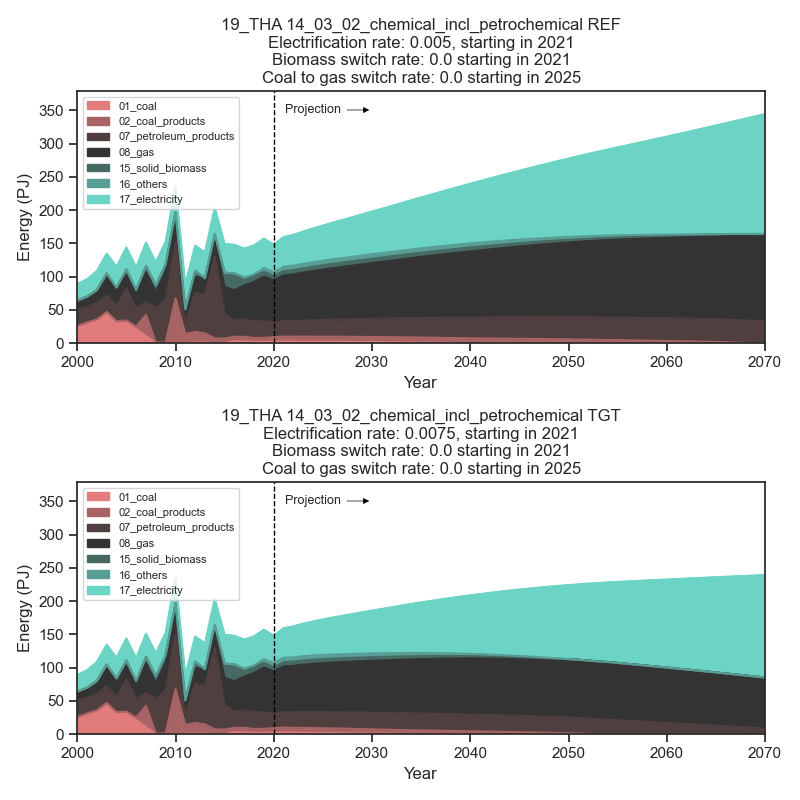 19_THA 14_03_02_chemical_incl_petrochemical REF
Electrification rate: 0.005, starting in 2021
Biomass switch rate: 0.0 starting in 2021
Coal to gas switch rate: 0.0 starting in 2025
Energy (PJ)
350
300
250
200
150
100
50
0
01_coal
02_coal_products
07_petroleum_products
08_gas
15_solid_biomass
16_others
17_electricity
Projection
2000 2010 2020 2030 2040 2050 2060 2070
Year
19_THA 14_03_02_chemical_incl_petrochemical TGT
Electrification rate: 0.0075, starting in 2021
Biomass switch rate: 0.0 starting in 2021
Coal to gas switch rate: 0.0 starting in 2025
Energy (PJ)
350
300
250
200
150
100
50
0
01_coal
02_coal_products
07_petroleum_products
08_gas
15_solid_biomass
16_others
17_electricity
Projection
2000 2010 2020 2030 2040 2050 2060 2070
Year